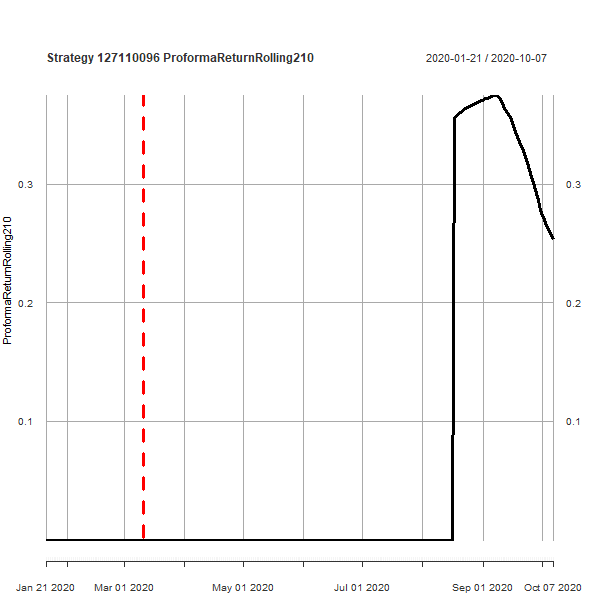 Strategy 127110096 ProformaReturnRolling210
2020-01-21 / 2020-10-07
ProformaReturnRolling210
0.3
0.3
0.2
0.2
0.1
0.1
Jan 21 2020
Mar 01 2020
May 01 2020
Jul 01 2020
Sep 01 2020
Oct 07 2020